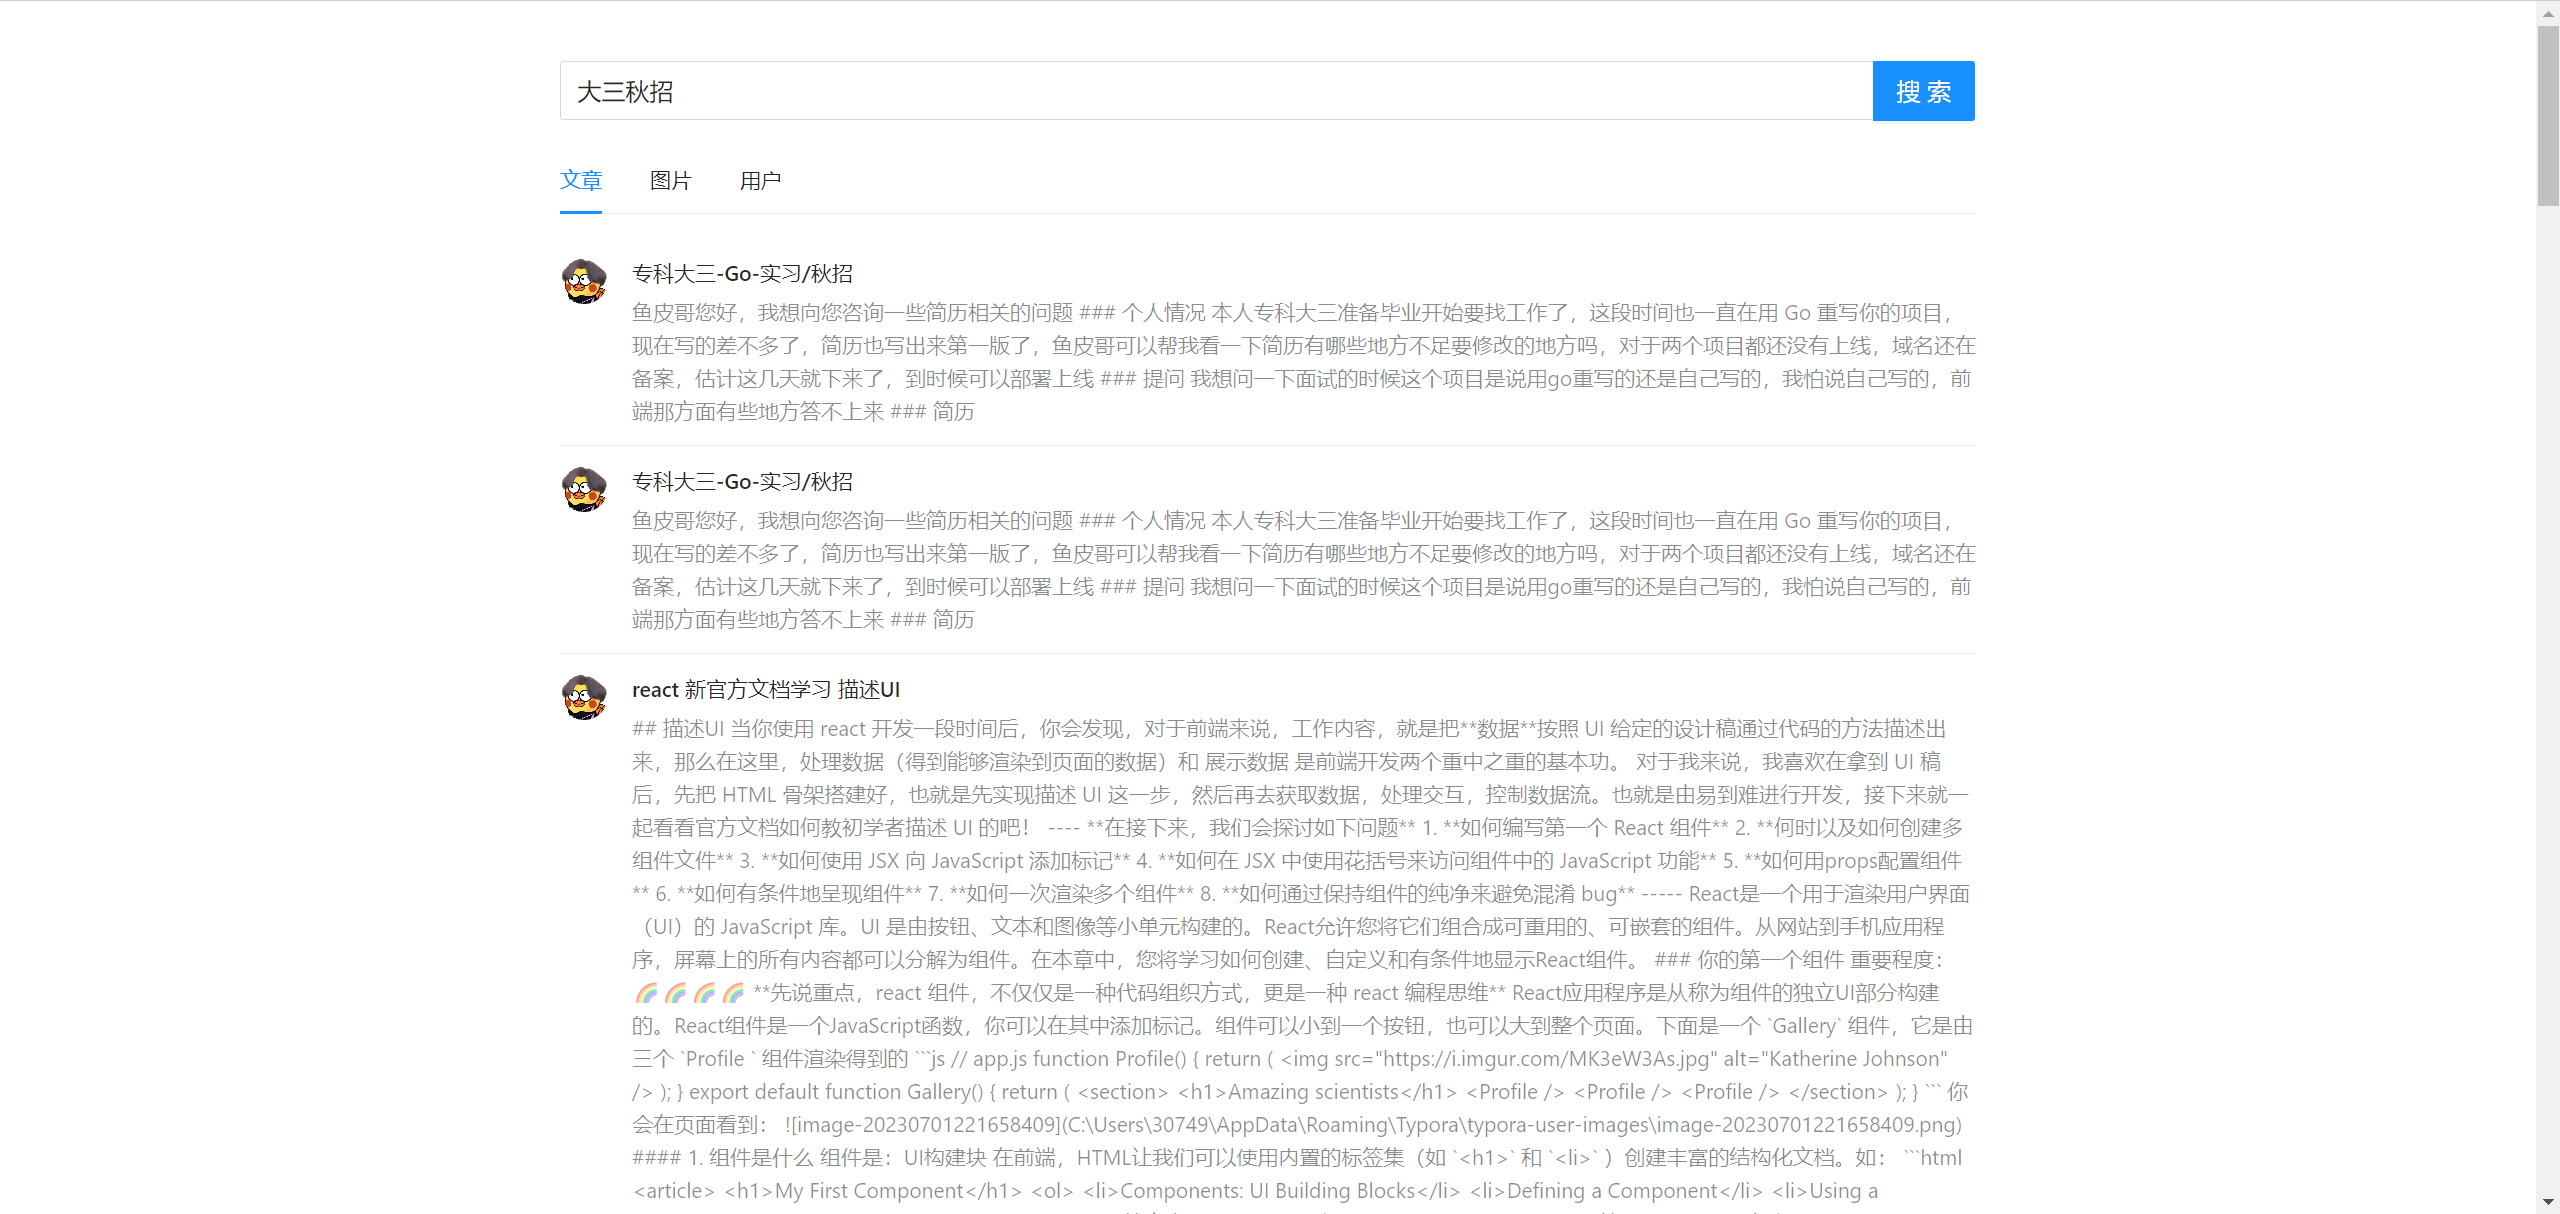 大三秋招
搜 索
文章 图片 用户
专科大三-Go-实习/秋招
鱼皮哥您好，我想向您咨询一些简历相关的问题 ### 个人情况 本人专科大三准备毕业开始要找工作了，这段时间也一直在用 Go 重写你的项目，
现在写的差不多了，简历也写出来第一版了，鱼皮哥可以帮我看一下简历有哪些地方不足要修改的地方吗，对于两个项目都还没有上线，域名还在
备案，估计这几天就下来了，到时候可以部署上线 ### 提问 我想问一下面试的时候这个项目是说用go重写的还是自己写的，我怕说自己写的，前
端那方面有些地方答不上来 ### 简历
专科大三-Go-实习/秋招
鱼皮哥您好，我想向您咨询一些简历相关的问题 ### 个人情况 本人专科大三准备毕业开始要找工作了，这段时间也一直在用 Go 重写你的项目，
现在写的差不多了，简历也写出来第一版了，鱼皮哥可以帮我看一下简历有哪些地方不足要修改的地方吗，对于两个项目都还没有上线，域名还在
备案，估计这几天就下来了，到时候可以部署上线 ### 提问 我想问一下面试的时候这个项目是说用go重写的还是自己写的，我怕说自己写的，前
端那方面有些地方答不上来 ### 简历
react 新官方文档学习 描述UI
## 描述UI 当你使用 react 开发一段时间后，你会发现，对于前端来说，工作内容，就是把**数据**按照 UI 给定的设计稿通过代码的方法描述出
来，那么在这里，处理数据（得到能够渲染到页面的数据）和 展示数据 是前端开发两个重中之重的基本功。 对于我来说，我喜欢在拿到 UI 稿
后，先把 HTML 骨架搭建好，也就是先实现描述 UI 这一步，然后再去获取数据，处理交互，控制数据流。也就是由易到难进行开发，接下来就一
起看看官方文档如何教初学者描述 UI 的吧！ ---- **在接下来，我们会探讨如下问题** 1. **如何编写第一个 React 组件** 2. **何时以及如何创建多
组件文件** 3. **如何使用 JSX 向 JavaScript 添加标记** 4. **如何在 JSX 中使用花括号来访问组件中的 JavaScript 功能** 5. **如何用props配置组件
** 6. **如何有条件地呈现组件** 7. **如何一次渲染多个组件** 8. **如何通过保持组件的纯净来避免混淆 bug** ----- React是一个用于渲染用户界面
（UI）的 JavaScript 库。UI 是由按钮、文本和图像等小单元构建的。React允许您将它们组合成可重用的、可嵌套的组件。从网站到手机应用程
序，屏幕上的所有内容都可以分解为组件。在本章中，您将学习如何创建、自定义和有条件地显示React组件。 ### 你的第一个组件 重要程度：
🌈🌈🌈🌈 **先说重点，react 组件，不仅仅是一种代码组织方式，更是一种 react 编程思维** React应用程序是从称为组件的独立UI部分构建
的。React组件是一个JavaScript函数，你可以在其中添加标记。组件可以小到一个按钮，也可以大到整个页面。下面是一个 `Gallery` 组件，它是由
三个 `Profile ` 组件渲染得到的 ```js // app.js function Profile() { return ( <img src="https://i.imgur.com/MK3eW3As.jpg" alt="Katherine Johnson"
/> ); } export default function Gallery() { return ( <section> <h1>Amazing scientists</h1> <Profile /> <Profile /> <Profile /> </section> ); } ``` 你
会在页面看到： ![image-20230701221658409](C:\Users\30749\AppData\Roaming\Typora\typora-user-images\image-20230701221658409.png)
#### 1. 组件是什么 组件是：UI构建块 在前端，HTML让我们可以使用内置的标签集（如 `<h1>` 和 `<li>` ）创建丰富的结构化文档。如： ```html
<article> <h1>My First Component</h1> <ol> <li>Components: UI Building Blocks</li> <li>Defining a Component</li> <li>Using a